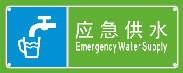 应急供水
Emergency Water Supply